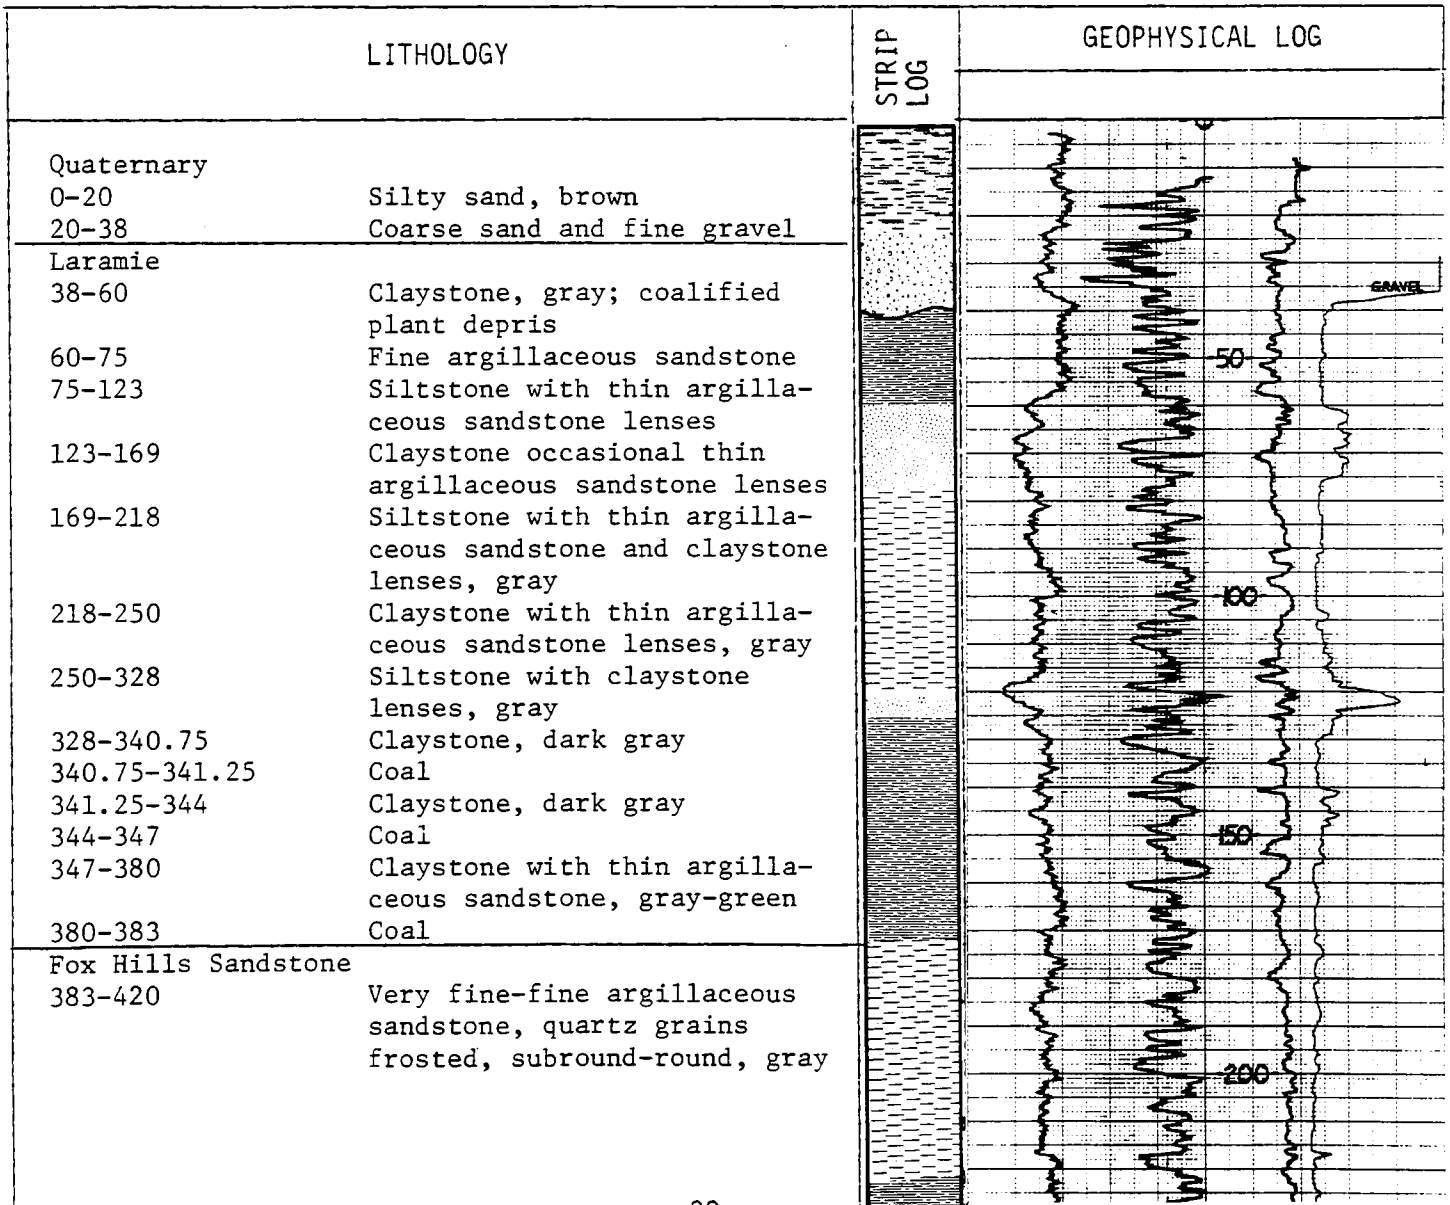 LITHOLOGY
STRIP LOG
GEOPHYSICAL LOG
Quaternary
0-20 Silty sand, brown
20-38 Coarse sand and fine gravel
Laramie
38-60 Claystone, gray; coalified
plant depris
60-75 Fine argillaceous sandstone
75-123 Siltstone with thin argilla-
ceous sandstone lenses
123-169 Claystone occasional thin
argillaceous sandstone lenses
169-218 Siltstone with thin argilla-
ceous sandstone and claystone
lenses, gray
218-250 Claystone with thin argilla-
ceous sandstone lenses, gray
250-328 Siltstone with claystone
lenses, gray
328-340.75 Claystone, dark gray
340.75-341.25 Coal
341.25-344 Claystone, dark gray
344-347 Coal
347-380 Claystone with thin argilla-
ceous sandstone, gray-green
380-383 Coal
Fox Hills Sandstone
383-420 Very fine-fine argillaceous
sandstone, quartz grains
frosted, subround-round, gray
GRAVEL
50
100
150
200